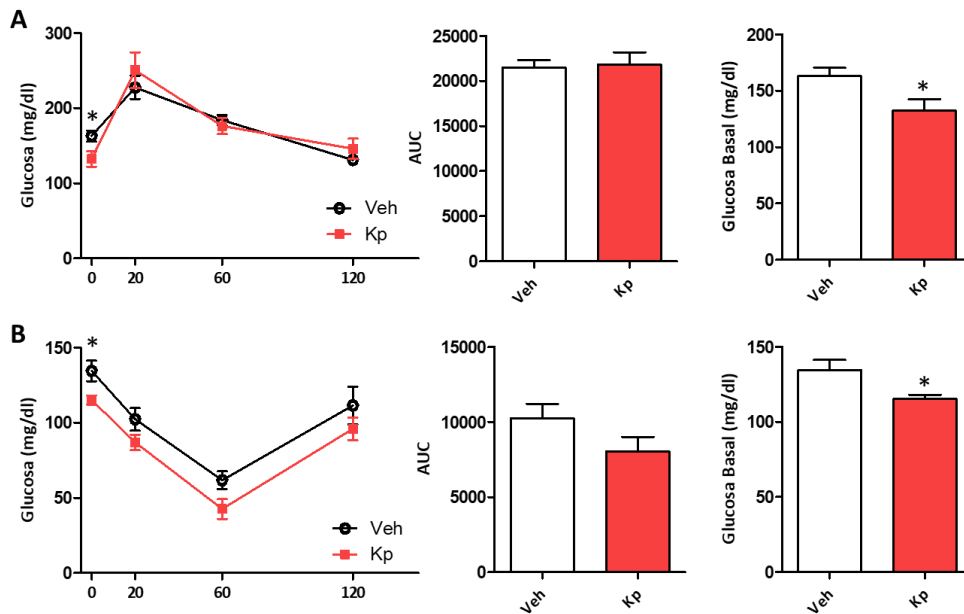 A
Glucosa (mg/dl)
300
200
100
0
*
Veh
Kp
0 20 60 120
AUC
25000
20000
15000
10000
5000
0
Veh Kp
Glucosa Basal (mg/dl)
200
150
100
50
0
*
Veh Kp
B
Glucosa (mg/dl)
150
100
50
0
*
Veh
Kp
0 20 60 120
AUC
15000
10000
5000
0
Veh Kp
Glucosa Basal (mg/dl)
150
100
50
0
*
Veh Kp